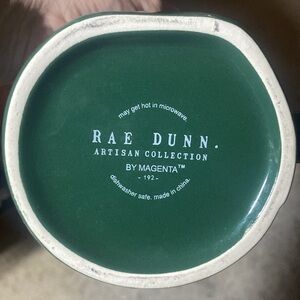 may get hot in microwave.
RAE DUNN.
ARTISAN COLLECTION
BY MAGENTA™
- 192 -
dishwasher safe. made in china.